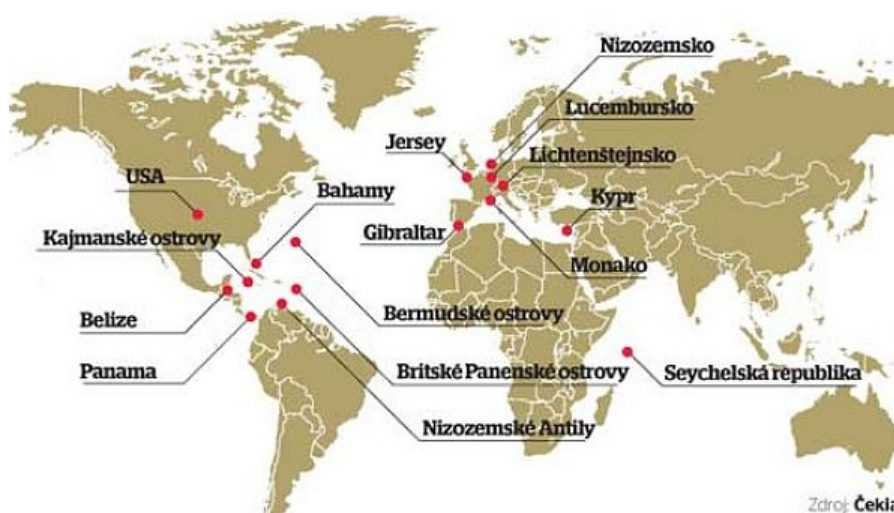 Nizozemsko
Lucembursko
Jersey
Lichtenštejnsko
USA
Bahamy
Kypr
Kajmanské ostrovy
Gibraltar
Monako
Belize
Bermudské ostrovy
Panama
Britské Panenské ostrovy
Seychelská republika
Nizozemské Antily
Zdroj: Čekia